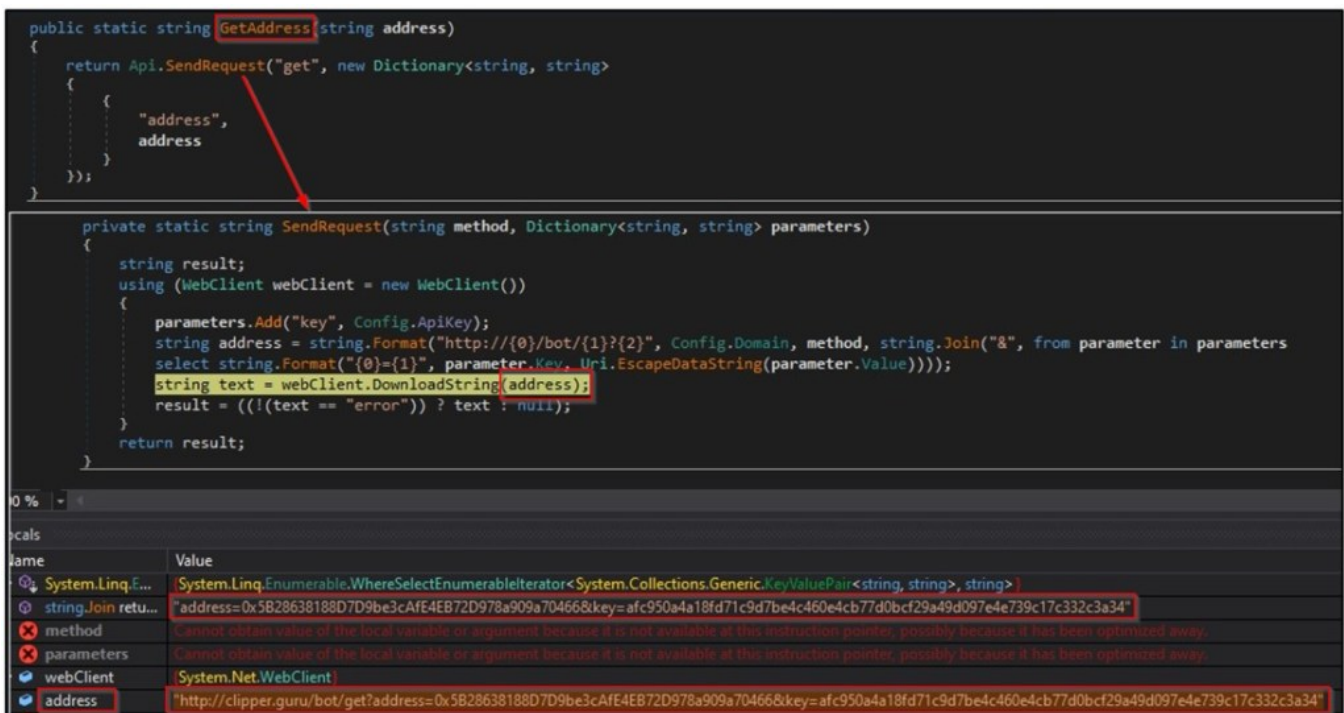 public static string GetAddress(string address)
{
return Api.SendRequest("get", new Dictionary<string, string>
{
{
"address",
address
}
});
}
private static string SendRequest(string method, Dictionary<string, string> parameters)
{
string result;
using (WebClient webClient = new WebClient())
{
parameters.Add("key", Config.ApiKey);
string address = string.Format("http://{0}/bot/{1}?{2}", Config.Domain, method, string.Join("&", from parameter in parameters
select string.Format("{0}={1}", parameter.Key, Uri.EscapeDataString(parameter.Value))));
string text = webClient.DownloadString(address);
result = ((!(text == "error")) ? text : null);
}
return result;
}
00 %
ocals
Name Value
System.Linq.E... {System.Linq.Enumerable.WhereSelectEnumerableIterator<System.Collections.Generic.KeyValuePair<string, string>, string>}
string.Join retu... "address=0x5B28638188D7D9be3cAfE4EB72D978a909a70466&key=afc950a4a18fd71c9d7be4c460e4cb77d0bcf29a49d097e4e739c17c332c3a34"
method Cannot obtain value of the local variable or argument because it is not available at this instruction pointer, possibly because it has been optimized away.
parameters Cannot obtain value of the local variable or argument because it is not available at this instruction pointer, possibly because it has been optimized away.
webClient {System.Net.WebClient}
address "http://clipper.guru/bot/get?address=0x5B28638188D7D9be3cAfE4EB72D978a909a70466&key=afc950a4a18fd71c9d7be4c460e4cb77d0bcf29a49d097e4e739c17c332c3a34"